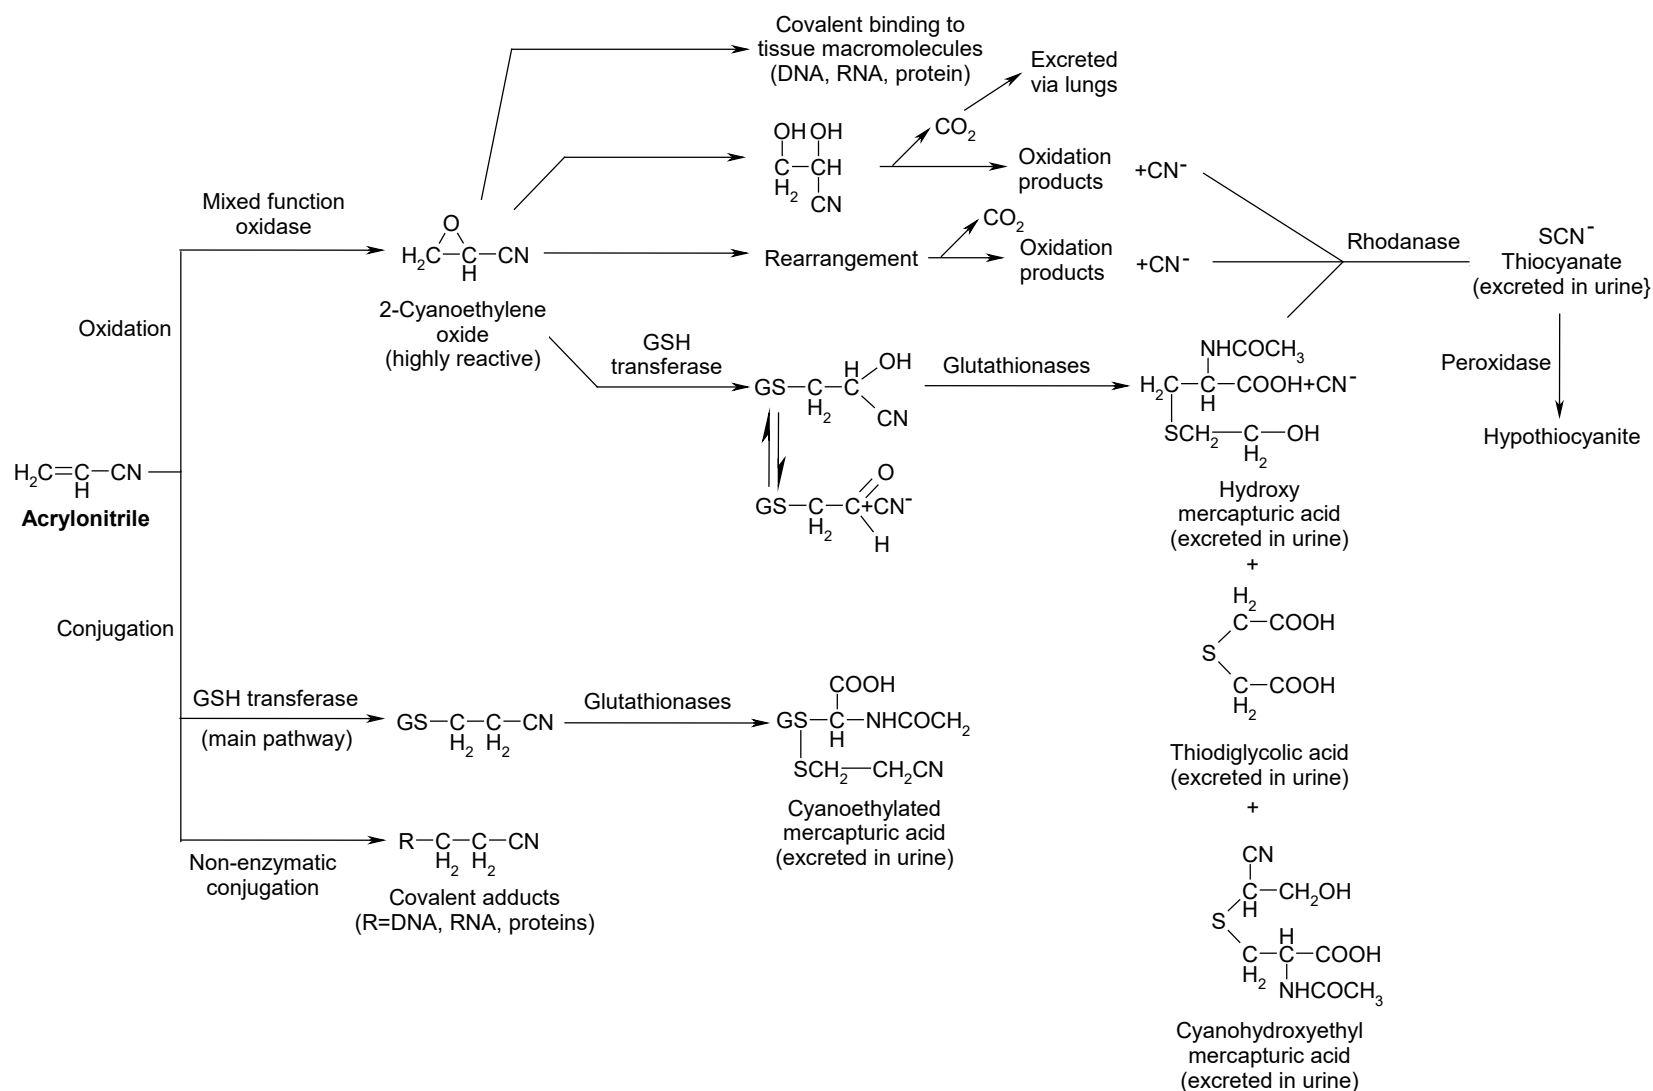 Covalent binding to
tissue macromolecules
(DNA, RNA, protein)
Excreted
via lungs
CO2
OH OH
C—CH
H2
CN
Oxidation
products
+CN-
Mixed function
oxidase
O
H2C—C—CN
H
2-Cyanoethylene
oxide
(highly reactive)
Rearrangement
CO2
Oxidation
products
+CN-
Rhodanase
SCN-
Thiocyanate
(excreted in urine}
Peroxidase
Hypothiocyanite
Oxidation
GSH
transferase
H
OH
GS—C—C
H2
CN
Glutathionases
NHCOCH3
H2C—C—COOH+CN-
H
SCH2—C—OH
H2
Hydroxy
mercapturic acid
(excreted in urine)
O
GS—C—C+CN-
H2
H
H2C=C—CN
H
Acrylonitrile
+
H2
C—COOH
S
C—COOH
H2
Thiodiglycolic acid
(excreted in urine)
+
CN
C—CH2OH
H
S
H
C—C—COOH
H2
NHCOCH3
Cyanohydroxyethyl
mercapturic acid
(excreted in urine)
Conjugation
GSH transferase
(main pathway)
GS—C—C—CN
H2 H2
Glutathionases
COOH
GS—C—NHCOCH2
H
SCH2—CH2CN
Cyanoethylated
mercapturic acid
(excreted in urine)
Non-enzymatic
conjugation
R—C—C—CN
H2 H2
Covalent adducts
(R=DNA, RNA, proteins)